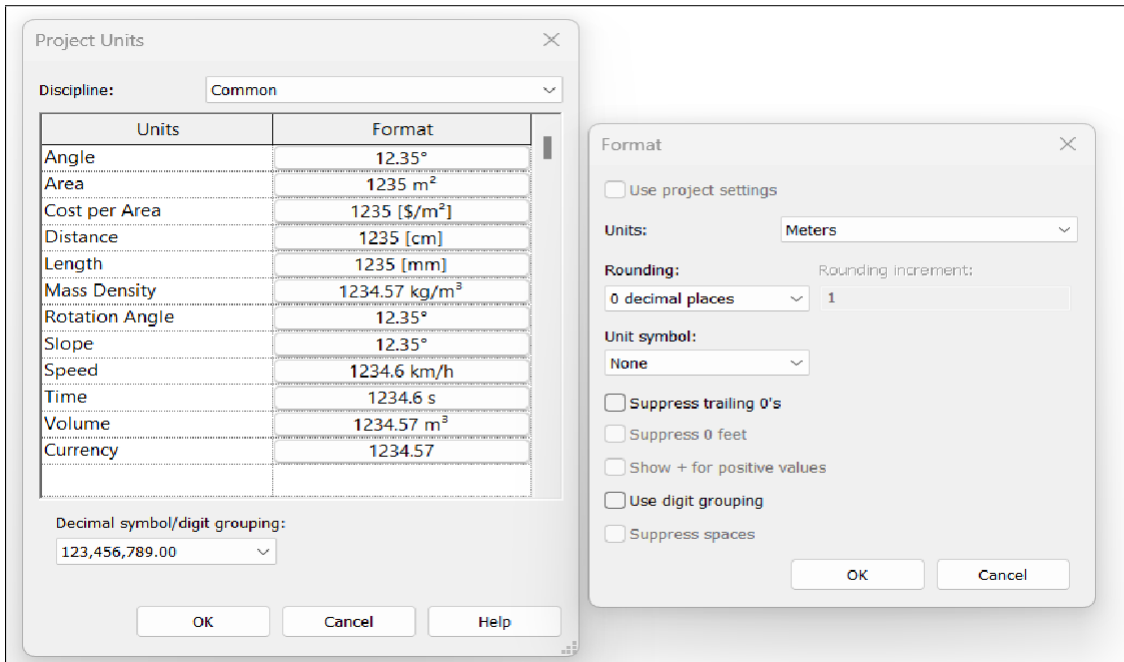 Project Units
Discipline: Common
Units Format
Angle 12.35°
Area 1235 m²
Cost per Area 1235 [$/m²]
Distance 1235 [cm]
Length 1235 [mm]
Mass Density 1234.57 kg/m³
Rotation Angle 12.35°
Slope 12.35°
Speed 1234.6 km/h
Time 1234.6 s
Volume 1234.57 m³
Currency 1234.57
Decimal symbol/digit grouping:
123,456,789.00
OK Cancel Help
Format
Use project settings
Units: Meters
Rounding: Rounding increment:
0 decimal places 1
Unit symbol:
None
Suppress trailing 0's
Suppress 0 feet
Show + for positive values
Use digit grouping
Suppress spaces
OK Cancel